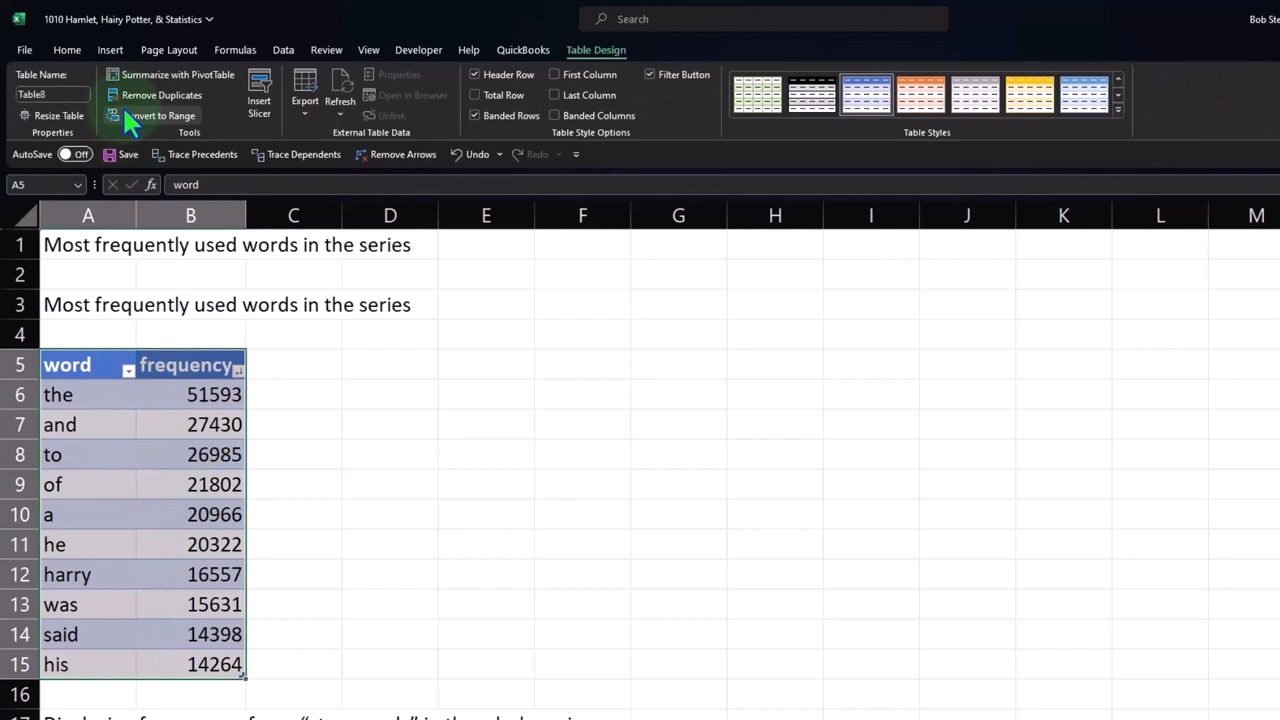 1010 Hamlet, Hairy Potter, & Statistics
Search
Bob Ste
File Home Insert Page Layout Formulas Data Review View Developer Help QuickBooks Table Design
Table Name:
Table8
Resize Table
Properties
Summarize with PivotTable
Remove Duplicates
vert to Range
Tools
Insert Slicer
Export
Refresh
Properties
Open in Browser
Unlink
External Table Data
Header Row
Total Row
Banded Rows
First Column
Last Column
Banded Columns
Filter Button
Table Style Options
Table Styles
AutoSave Off Save Trace Precedents Trace Dependents Remove Arrows Undo Redo
A5 fx word
A B C D E F G H I J K L M
1 Most frequently used words in the series
2
3 Most frequently used words in the series
4
5 word frequency
6 the 51593
7 and 27430
8 to 26985
9 of 21802
10 a 20966
11 he 20322
12 harry 16557
13 was 15631
14 said 14398
15 his 14264
16